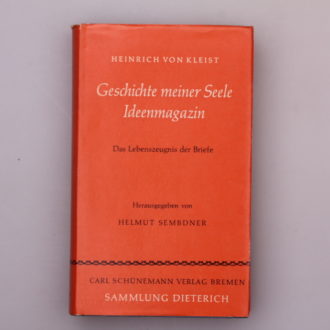 HEINRICH VON KLEIST
Geschichte meiner Seele
Ideenmagazin
Das Lebenszeugnis der Briefe
Herausgegeben von
HELMUT SEMBDNER
CARL SCHÜNEMANN VERLAG BREMEN
SAMMLUNG DIETERICH